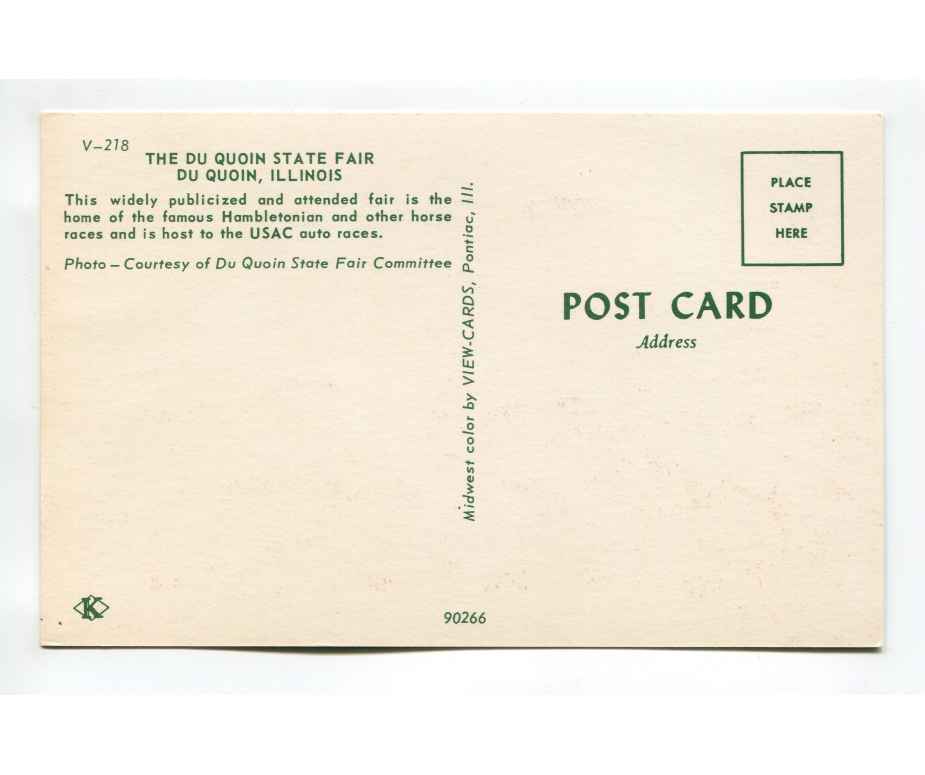 V-218
THE DU QUOIN STATE FAIR
DU QUOIN, ILLINOIS
This widely publicized and attended fair is the
home of the famous Hambletonian and other horse
races and is host to the USAC auto races.
Photo – Courtesy of Du Quoin State Fair Committee
Midwest color by VIEW-CARDS, Pontiac, Ill.
PLACE
STAMP
HERE
POST CARD
Address
K
90266